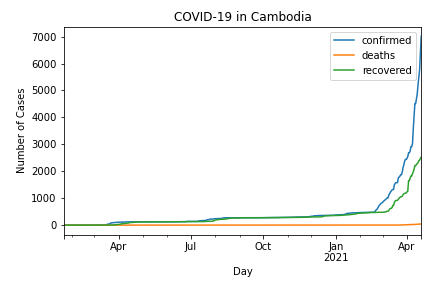 COVID-19 in Cambodia
Number of Cases
7000
6000
5000
4000
3000
2000
1000
0
confirmed
deaths
recovered
Apr Jul Oct Jan Apr
2021
Day